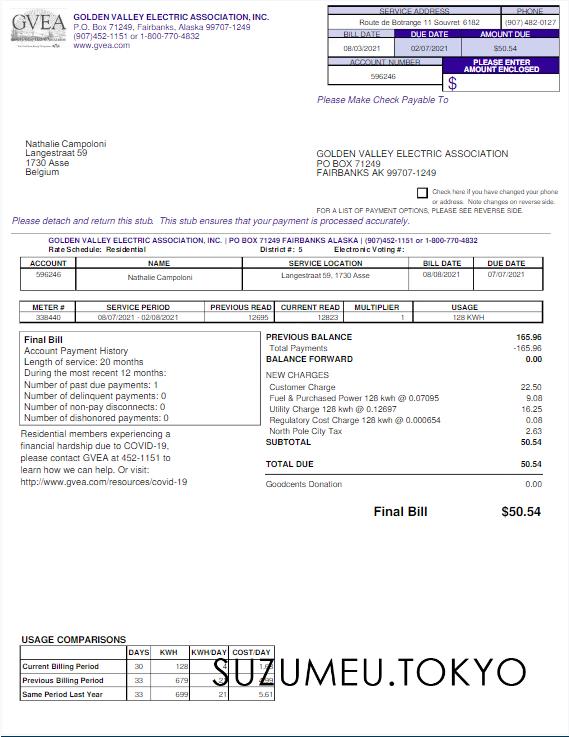 GVEA
GOLDEN VALLEY ELECTRIC ASSOCIATION, INC.
P.O. Box 71249, Fairbanks, Alaska 99707-1249
(907)452-1151 or 1-800-770-4832
www.gvea.com
SERVICE ADDRESS PHONE
Route de Botrange 11 Souvret 6182 (907) 482-0127
BILL DATE DUE DATE AMOUNT DUE
08/03/2021 02/07/2021 $50.54
ACCOUNT NUMBER PLEASE ENTER AMOUNT ENCLOSED
596246 $
Please Make Check Payable To
Nathalie Campoloni
Langestraat 59
1730 Asse
Belgium
GOLDEN VALLEY ELECTRIC ASSOCIATION
PO BOX 71249
FAIRBANKS AK 99707-1249
Check here if you have changed your phone
or address. Note changes on reverse side.
FOR A LIST OF PAYMENT OPTIONS, PLEASE SEE REVERSE SIDE.
Please detach and return this stub. This stub ensures that your payment is processed accurately.
GOLDEN VALLEY ELECTRIC ASSOCIATION, INC. | PO BOX 71249 FAIRBANKS ALASKA | (907)452-1151 or 1-800-770-4832
Rate Schedule: Residential District #: 5 Electronic Voting #:
ACCOUNT NAME SERVICE LOCATION BILL DATE DUE DATE
596246 Nathalie Campoloni Langestraat 59, 1730 Asse 08/08/2021 07/07/2021
METER # SERVICE PERIOD PREVIOUS READ CURRENT READ MULTIPLIER USAGE
338440 08/07/2021 - 02/08/2021 12695 12823 1 128 KWH
Final Bill
Account Payment History
Length of service: 20 months
During the most recent 12 months:
Number of past due payments: 1
Number of delinquent payments: 0
Number of non-pay disconnects: 0
Number of dishonored payments: 0
Residential members experiencing a
financial hardship due to COVID-19,
please contact GVEA at 452-1151 to
learn how we can help. Or visit:
http://www.gvea.com/resources/covid-19
PREVIOUS BALANCE 165.96
Total Payments -165.96
BALANCE FORWARD 0.00
NEW CHARGES
Customer Charge 22.50
Fuel & Purchased Power 128 kwh @ 0.07095 9.08
Utility Charge 128 kwh @ 0.12697 16.25
Regulatory Cost Charge 128 kwh @ 0.000654 0.08
North Pole City Tax 2.63
SUBTOTAL 50.54
TOTAL DUE 50.54
Goodcents Donation 0.00
Final Bill $50.54
USAGE COMPARISONS
DAYS KWH KWH/DAY COST/DAY
Current Billing Period 30 128
Previous Billing Period 33 679
Same Period Last Year 33 699 21 5.61
SUZUMEU.TOKYO